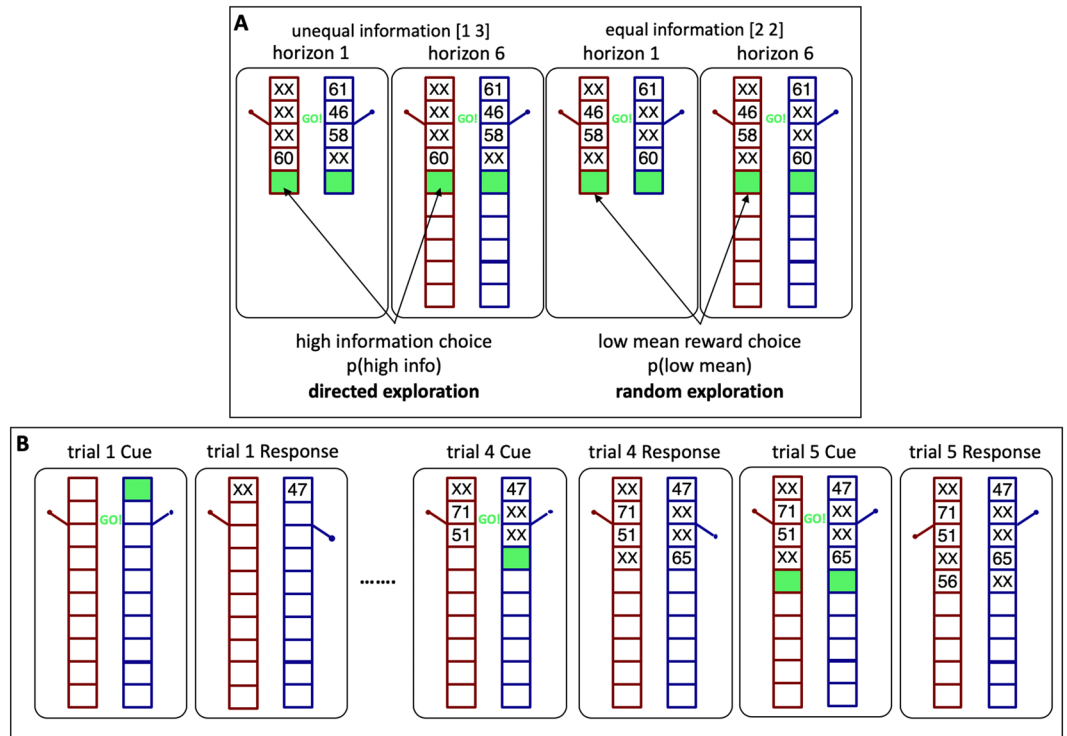 A
unequal information [1 3]
equal information [2 2]
horizon 1
horizon 6
horizon 1
horizon 6
XX 61 XX 61 XX 61 XX 61
XX GO! 46 XX GO! 46 46 GO! XX 46 GO! XX
XX 58 XX 58 58 XX 58 XX
60 XX 60 XX XX 60 XX 60
high information choice
p(high info)
directed exploration
low mean reward choice
p(low mean)
random exploration
B
trial 1 Cue
trial 1 Response
trial 4 Cue
trial 4 Response
trial 5 Cue
trial 5 Response
XX 47 XX 47 XX 47 XX 47 XX 47
GO! 71 GO! XX 71 XX 71 GO! XX 71 XX
51 XX 51 XX 51 XX 51 XX
XX 65 XX 65 XX 65
.......
56 XX